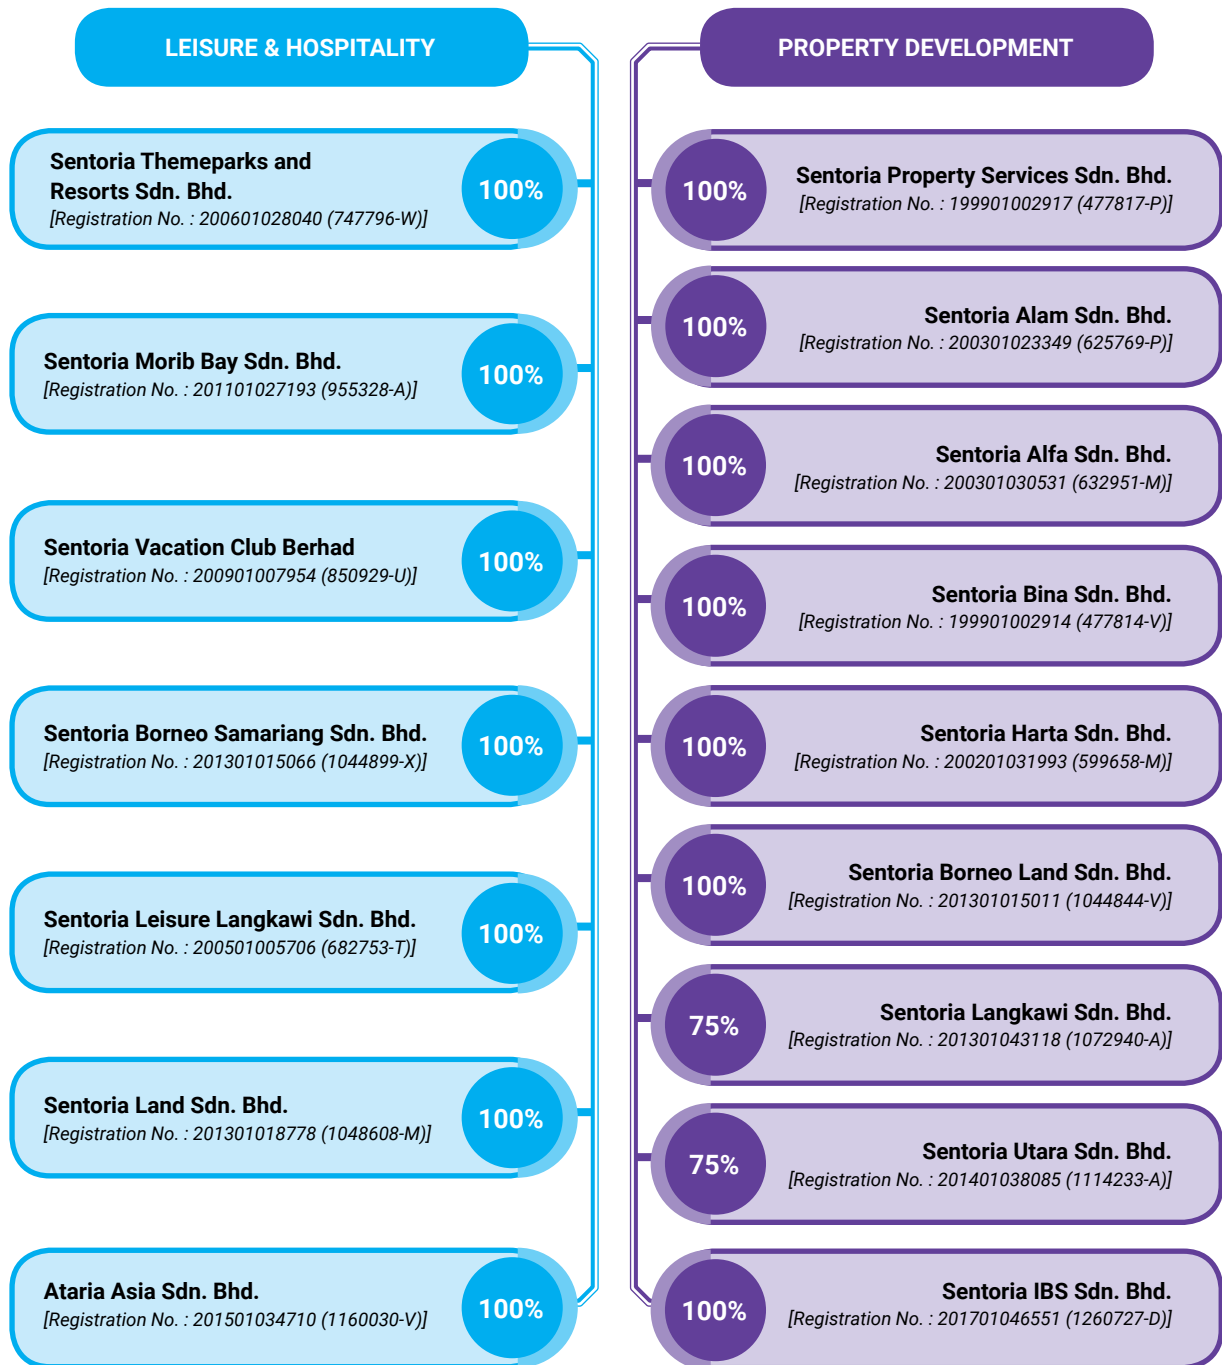 LEISURE & HOSPITALITY
Sentoria Themeparks and
Resorts Sdn. Bhd.
[Registration No. : 200601028040 (747796-W)]
100%
Sentoria Morib Bay Sdn. Bhd.
[Registration No. : 201101027193 (955328-A)]
100%
Sentoria Vacation Club Berhad
[Registration No. : 200901007954 (850929-U)]
100%
Sentoria Borneo Samariang Sdn. Bhd.
[Registration No. : 201301015066 (1044899-X)]
100%
Sentoria Leisure Langkawi Sdn. Bhd.
[Registration No. : 200501005706 (682753-T)]
100%
Sentoria Land Sdn. Bhd.
[Registration No. : 201301018778 (1048608-M)]
100%
Ataria Asia Sdn. Bhd.
[Registration No. : 201501034710 (1160030-V)]
100%
PROPERTY DEVELOPMENT
100%
Sentoria Property Services Sdn. Bhd.
[Registration No. : 199901002917 (477817-P)]
100%
Sentoria Alam Sdn. Bhd.
[Registration No. : 200301023349 (625769-P)]
100%
Sentoria Alfa Sdn. Bhd.
[Registration No. : 200301030531 (632951-M)]
100%
Sentoria Bina Sdn. Bhd.
[Registration No. : 199901002914 (477814-V)]
100%
Sentoria Harta Sdn. Bhd.
[Registration No. : 200201031993 (599658-M)]
100%
Sentoria Borneo Land Sdn. Bhd.
[Registration No. : 201301015011 (1044844-V)]
75%
Sentoria Langkawi Sdn. Bhd.
[Registration No. : 201301043118 (1072940-A)]
75%
Sentoria Utara Sdn. Bhd.
[Registration No. : 201401038085 (1114233-A)]
100%
Sentoria IBS Sdn. Bhd.
[Registration No. : 201701046551 (1260727-D)]